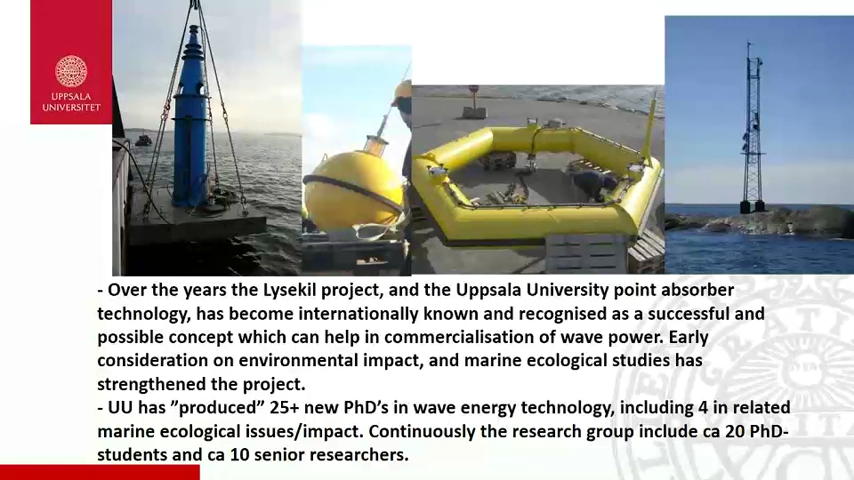 UPPSALA
UNIVERSITET
- Over the years the Lysekil project, and the Uppsala University point absorber
technology, has become internationally known and recognised as a successful and
possible concept which can help in commercialisation of wave power. Early
consideration on environmental impact, and marine ecological studies has
strengthened the project.
- UU has ”produced” 25+ new PhD’s in wave energy technology, including 4 in related
marine ecological issues/impact. Continuously the research group include ca 20 PhD-
students and ca 10 senior researchers.